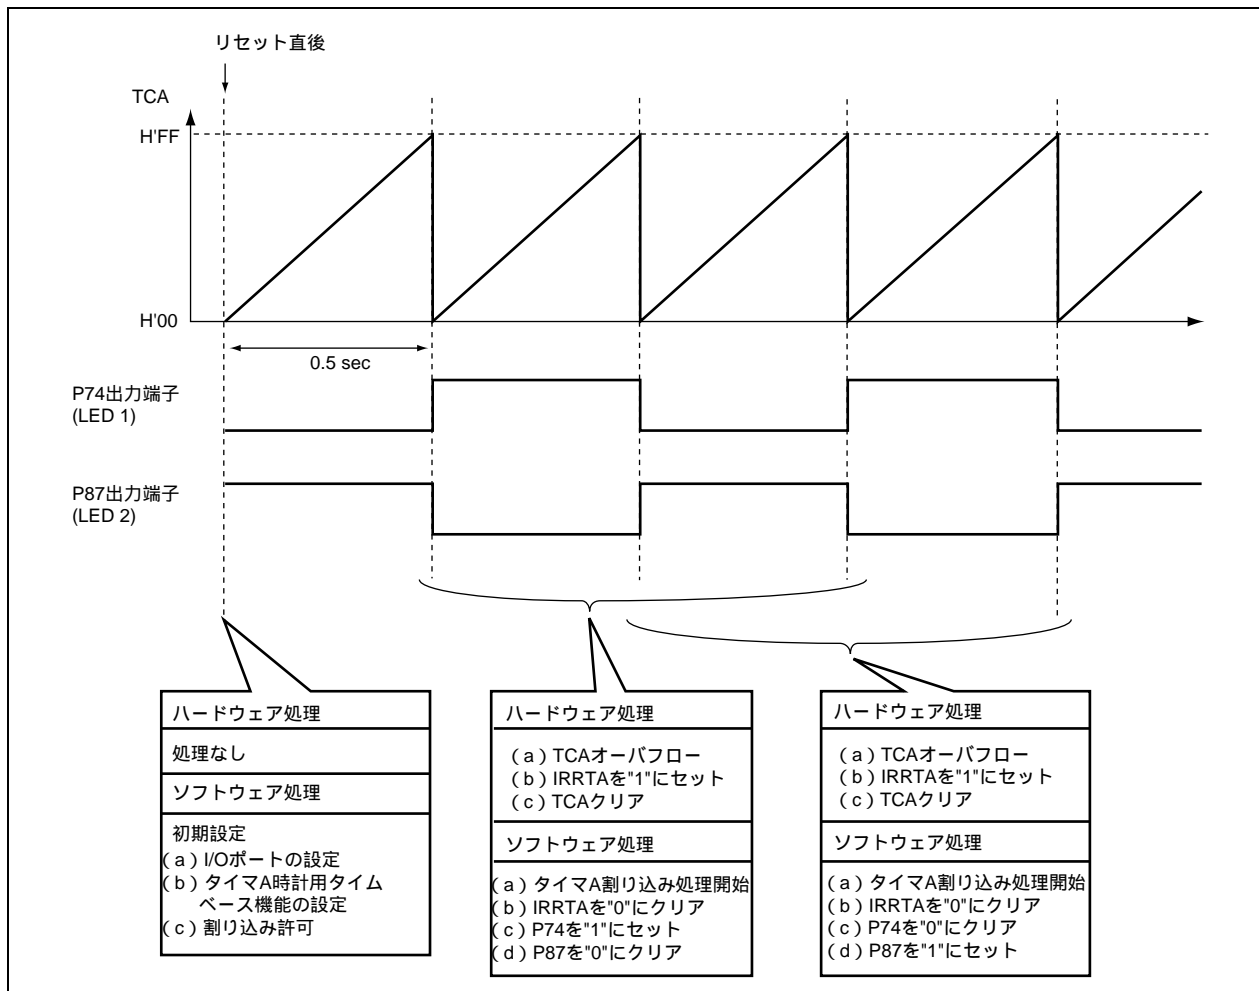 リセット直後
TCA
H'FF
H'00
0.5 sec
P74出力端子
(LED 1)
P87出力端子
(LED 2)
ハードウェア処理
処理なし
ソフトウェア処理
初期設定
(a)I/Oポートの設定
(b)タイマA時計用タイム
ベース機能の設定
(c)割り込み許可
ハードウェア処理
(a)TCAオーバフロー
(b)IRRTAを"1"にセット
(c)TCAクリア
ソフトウェア処理
(a)タイマA割り込み処理開始
(b)IRRTAを"0"にクリア
(c)P74を"1"にセット
(d)P87を"0"にクリア
ハードウェア処理
(a)TCAオーバフロー
(b)IRRTAを"1"にセット
(c)TCAクリア
ソフトウェア処理
(a)タイマA割り込み処理開始
(b)IRRTAを"0"にクリア
(c)P74を"0"にクリア
(d)P87を"1"にセット